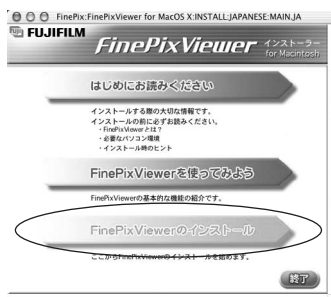 FinePix:FinePixViewer for MacOS X:INSTALL:JAPANESE:MAIN.JA
FUJIFILM
FinePixViewer インストーラー
for Macintosh
はじめにお読みください
インストールする際の大切な情報です。
インストールの前に必ずお読みください。
・FinePixViewerとは?
・必要なパソコン環境
・インストール時のヒント
FinePixViewerを使ってみよう
FinePixViewerの基本的な機能の紹介です。
FinePixViewerのインストール
ここからFinePixViewerのインストールを始めます。
終了